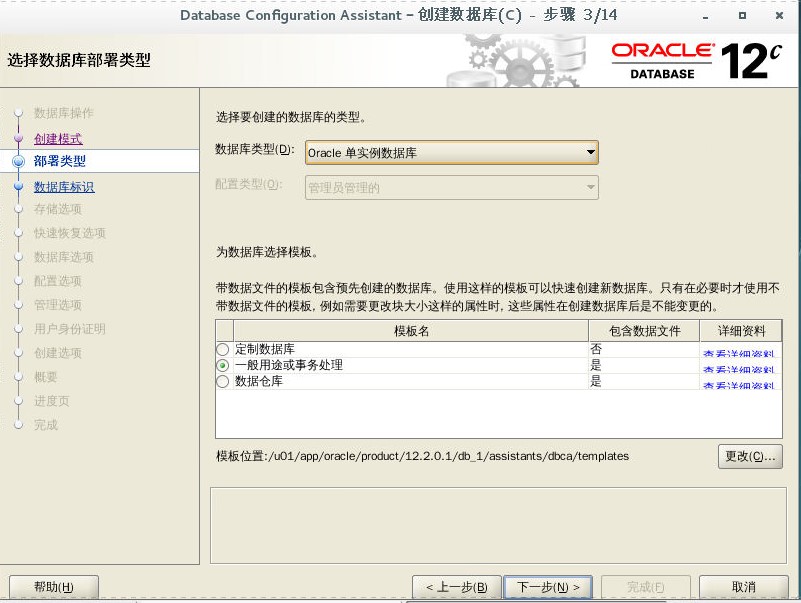 Database Configuration Assistant - 创建数据库(C) - 步骤 3/14
选择数据库部署类型
ORACLE
DATABASE
12c
数据库操作
创建模式
部署类型
数据库标识
存储选项
快速恢复选项
数据库选项
配置选项
管理选项
用户身份证明
创建选项
概要
进度页
完成
选择要创建的数据库的类型。
数据库类型(D): Oracle 单实例数据库
配置类型(O): 管理员管理的
为数据库选择模板。
带数据文件的模板包含预先创建的数据库。使用这样的模板可以快速创建新数据库。只有在必要时才使用不
带数据文件的模板, 例如需要更改块大小这样的属性时, 这些属性在创建数据库后是不能变更的。
模板名 包含数据文件 详细资料
定制数据库 否 查看详细资料
一般用途或事务处理 是 查看详细资料
数据仓库 是 查看详细资料
模板位置:/u01/app/oracle/product/12.2.0.1/db_1/assistants/dbca/templates 更改(C)...
帮助(H) < 上一步(B) 下一步(N) > 完成(F) 取消